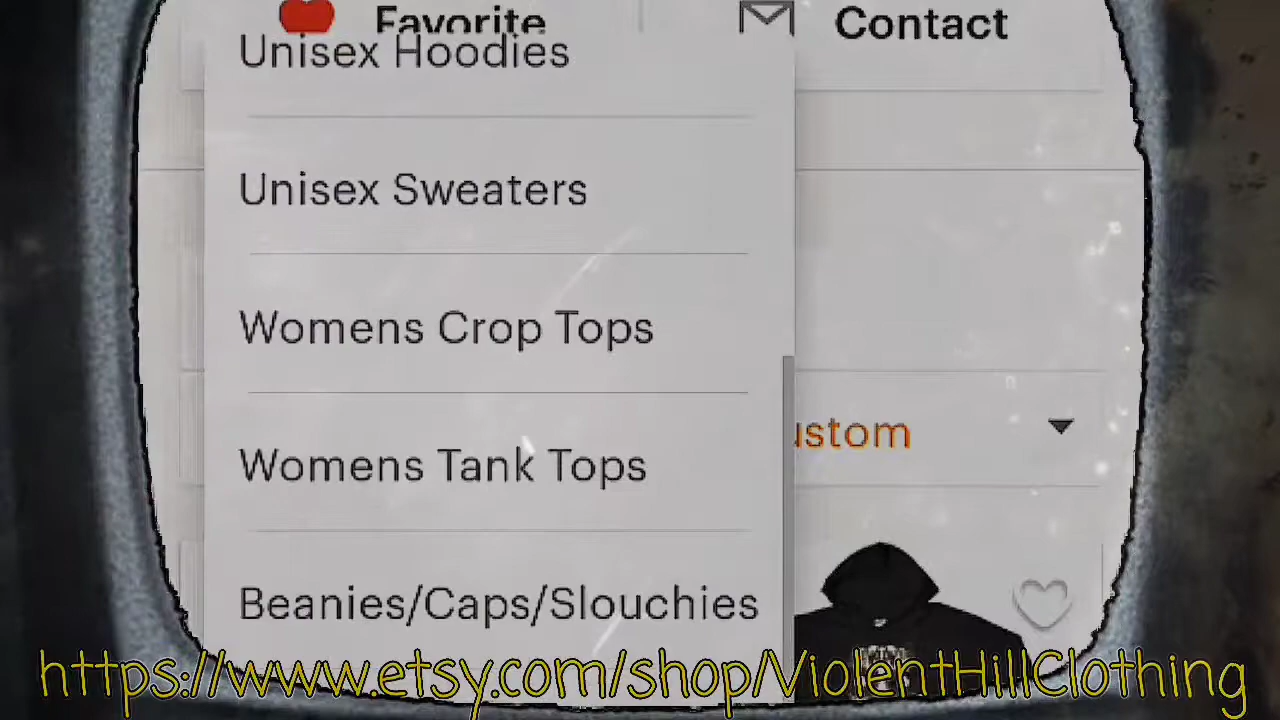 Favorite
Contact
Unisex Hoodies
Unisex Sweaters
Womens Crop Tops
ustom
Womens Tank Tops
Beanies/Caps/Slouchies
https://www.etsy.com/shop/ViolentHillClothing